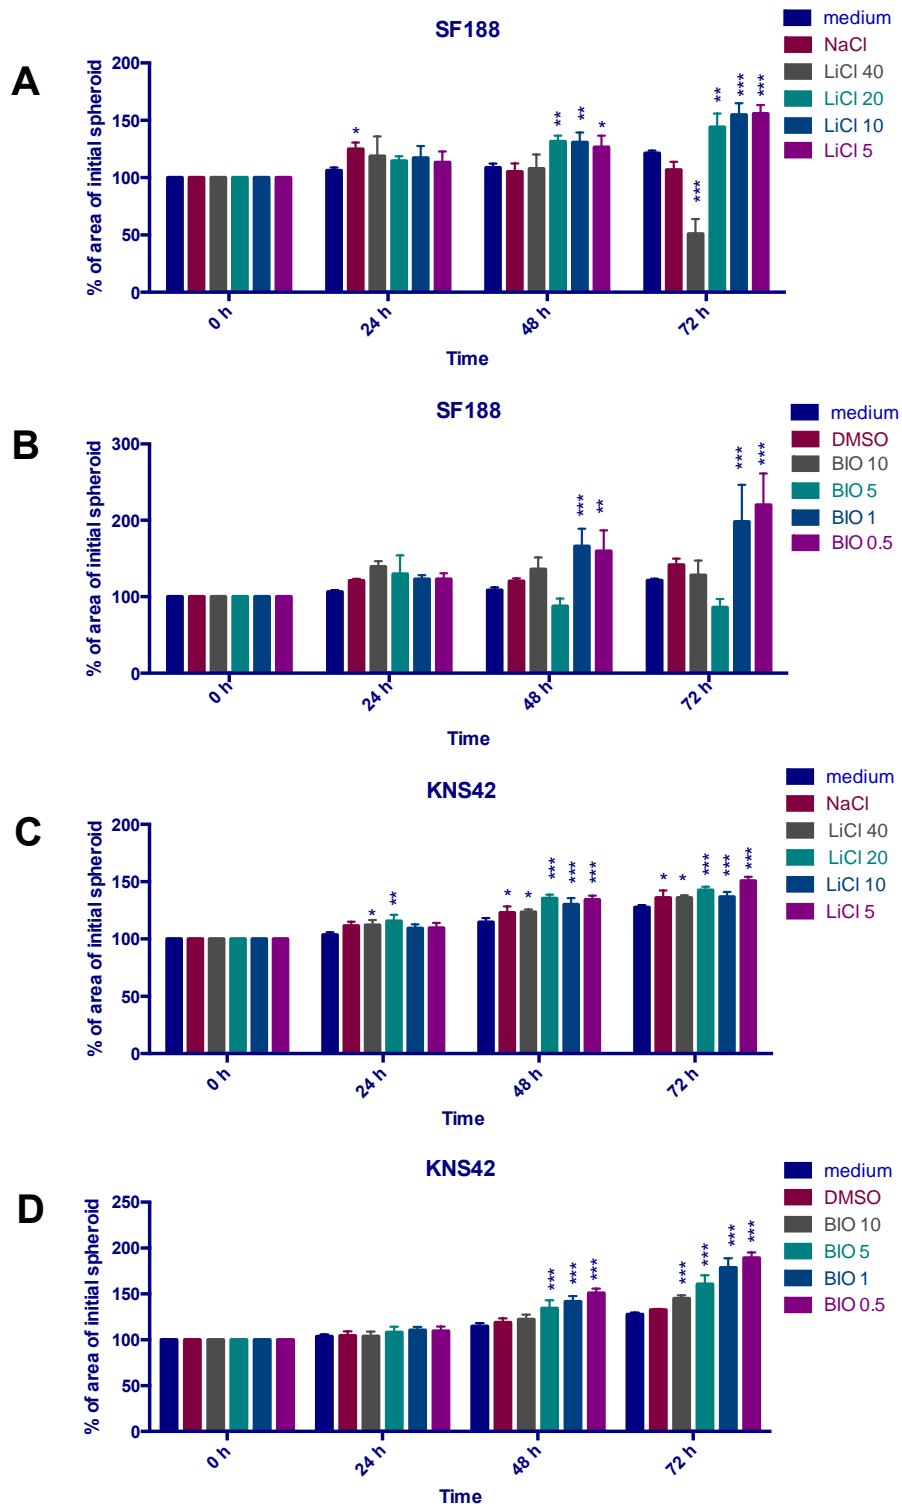 SF188
medium
NaCl
LiCl 40
LiCl 20
LiCl 10
LiCl 5
A
% of area of initial spheroid
200
150
100
50
0
*
**
**
*
***
**
***
***
0 h
24 h
48 h
72 h
Time
SF188
medium
DMSO
BIO 10
BIO 5
BIO 1
BIO 0.5
B
% of area of initial spheroid
300
200
100
0
***
**
***
***
0 h
24 h
48 h
72 h
Time
KNS42
medium
NaCl
LiCl 40
LiCl 20
LiCl 10
LiCl 5
C
% of area of initial spheroid
200
150
100
50
0
*
**
*
*
***
***
***
*
*
***
***
***
0 h
24 h
48 h
72 h
Time
KNS42
medium
DMSO
BIO 10
BIO 5
BIO 1
BIO 0.5
D
% of area of initial spheroid
250
200
150
100
50
0
***
***
***
***
***
***
***
0 h
24 h
48 h
72 h
Time